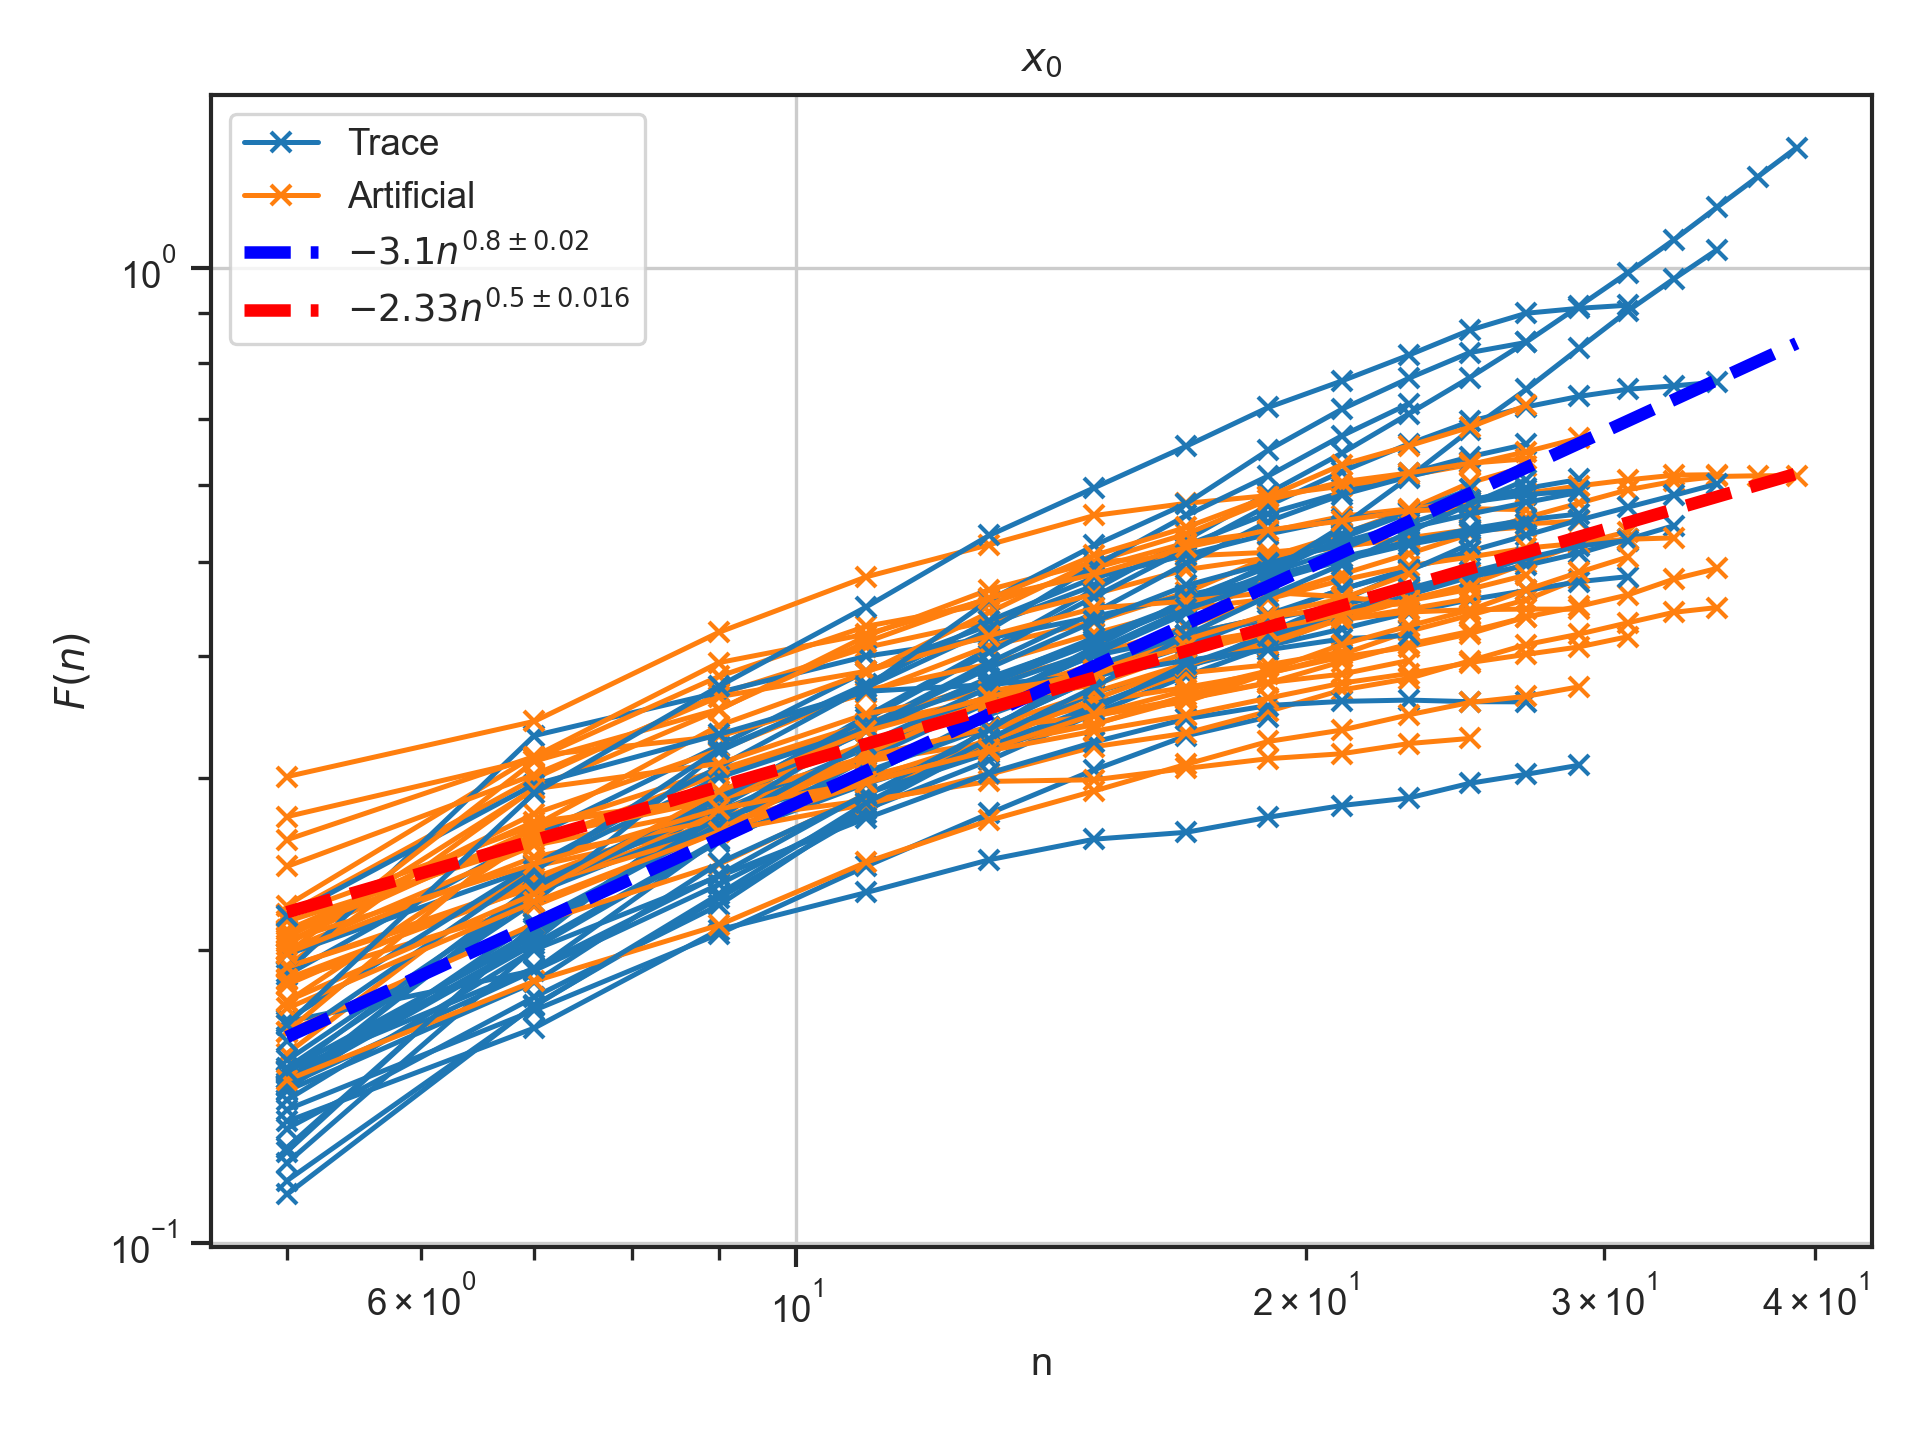 x₀
Trace
Artificial
−3.1n^{0.8 ± 0.02}
−2.33n^{0.5 ± 0.016}
F(n)
10⁰
10⁻¹
6 × 10⁰
10¹
2 × 10¹
3 × 10¹
4 × 10¹
n